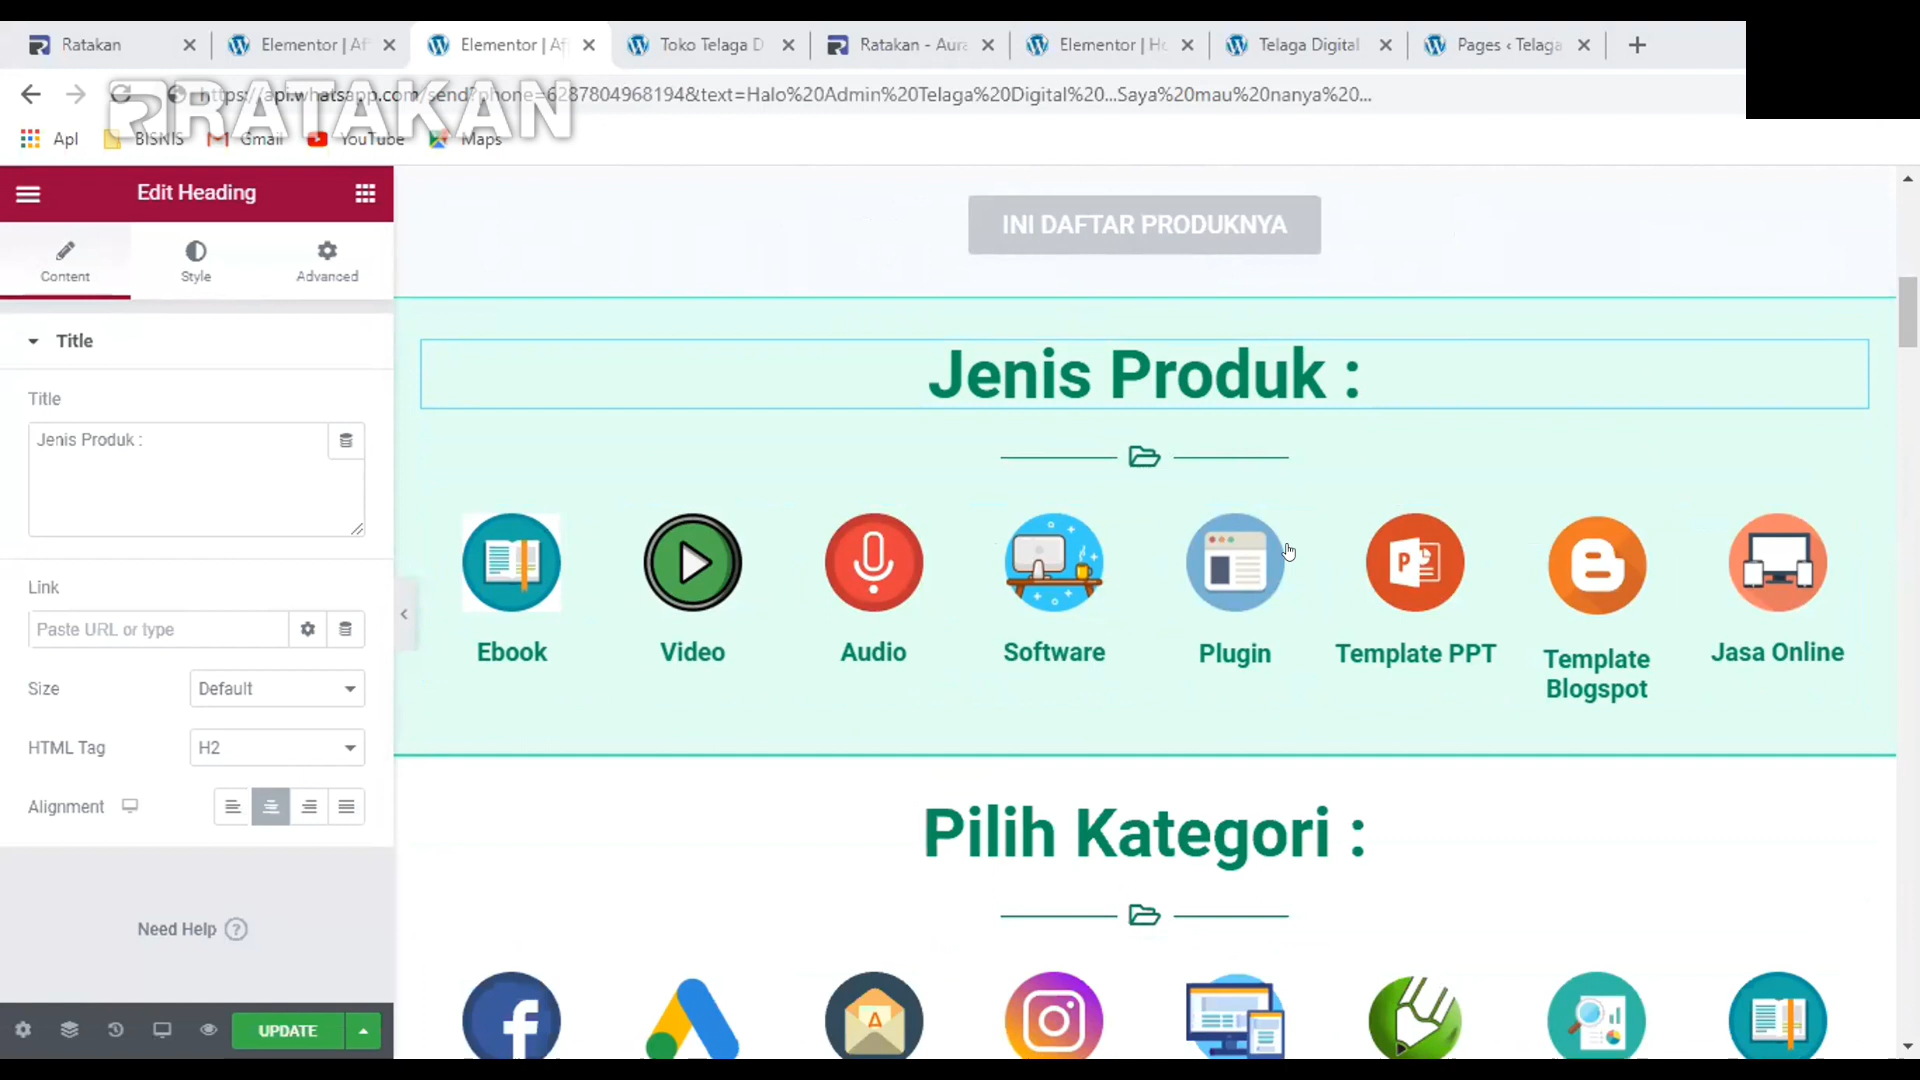 Ratakan
Elementor | Af
Elementor | Af
Toko Telaga D
Ratakan - Aura
Elementor | Ho
Telaga Digital
Pages ‹ Telaga
https://api.whatsapp.com/send?phone=6287804968194&text=Halo%20Admin%20Telaga%20Digital%20...Saya%20mau%20nanya%20...
RATAKAN
Apl
BISNIS
Gmail
YouTube
Maps
Edit Heading
Content
Style
Advanced
Title
Title
Jenis Produk :
Link
Paste URL or type
Size
Default
HTML Tag
H2
Alignment
Need Help
UPDATE
INI DAFTAR PRODUKNYA
Jenis Produk :
Ebook
Video
Audio
Software
Plugin
Template PPT
Template
Blogspot
Jasa Online
Pilih Kategori :